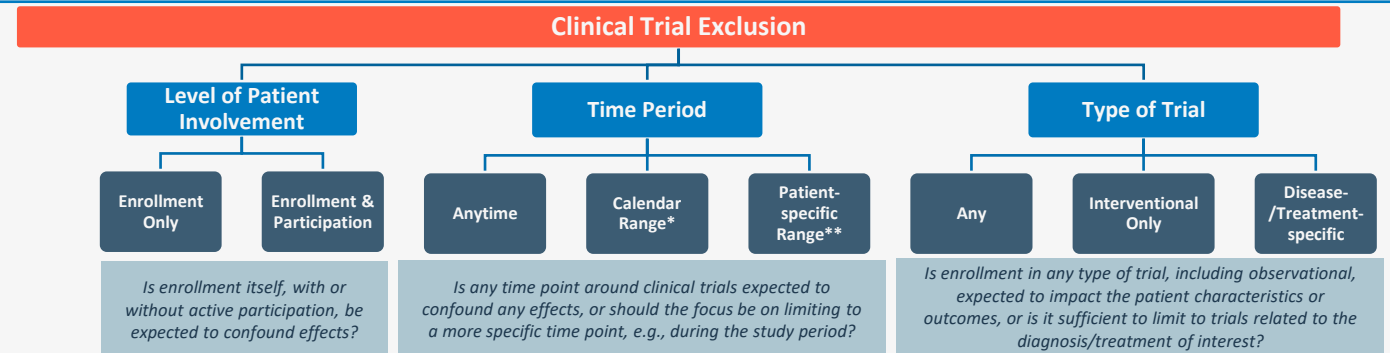 Clinical Trial Exclusion
Level of Patient
Involvement
Time Period
Type of Trial
Enrollment
Only
Enrollment &
Participation
Anytime
Calendar
Range*
Patient-
specific
Range**
Any
Interventional
Only
Disease-
/Treatment-
specific
Is enrollment itself, with or
without active participation, be
expected to confound effects?
Is any time point around clinical trials expected to
confound any effects, or should the focus be on limiting to
a more specific time point, e.g., during the study period?
Is enrollment in any type of trial, including observational,
expected to impact the patient characteristics or
outcomes, or is it sufficient to limit to trials related to the
diagnosis/treatment of interest?